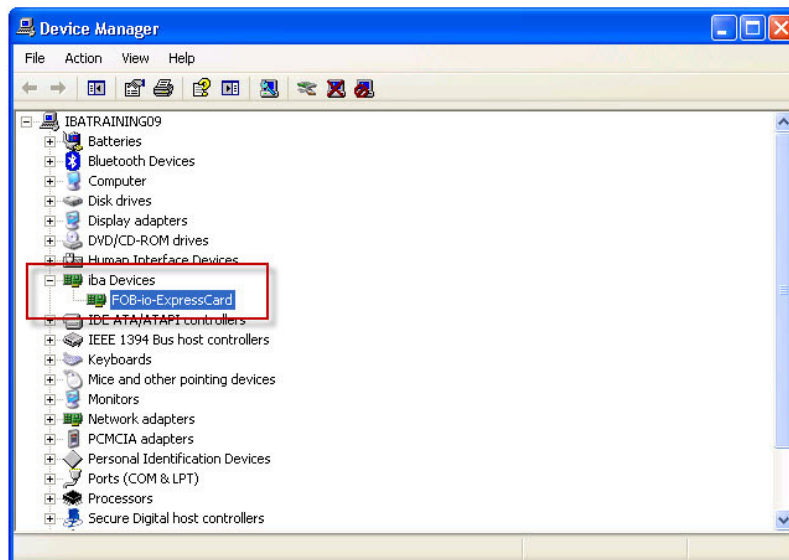 Device Manager
File Action View Help
IBATRAINING09
Batteries
Bluetooth Devices
Computer
Disk drives
Display adapters
DVD/CD-ROM drives
Human Interface Devices
iba Devices
FOB-io-ExpressCard
IDE ATA/ATAPI controllers
IEEE 1394 Bus host controllers
Keyboards
Mice and other pointing devices
Monitors
Network adapters
PCMCIA adapters
Personal Identification Devices
Ports (COM & LPT)
Processors
Secure Digital host controllers